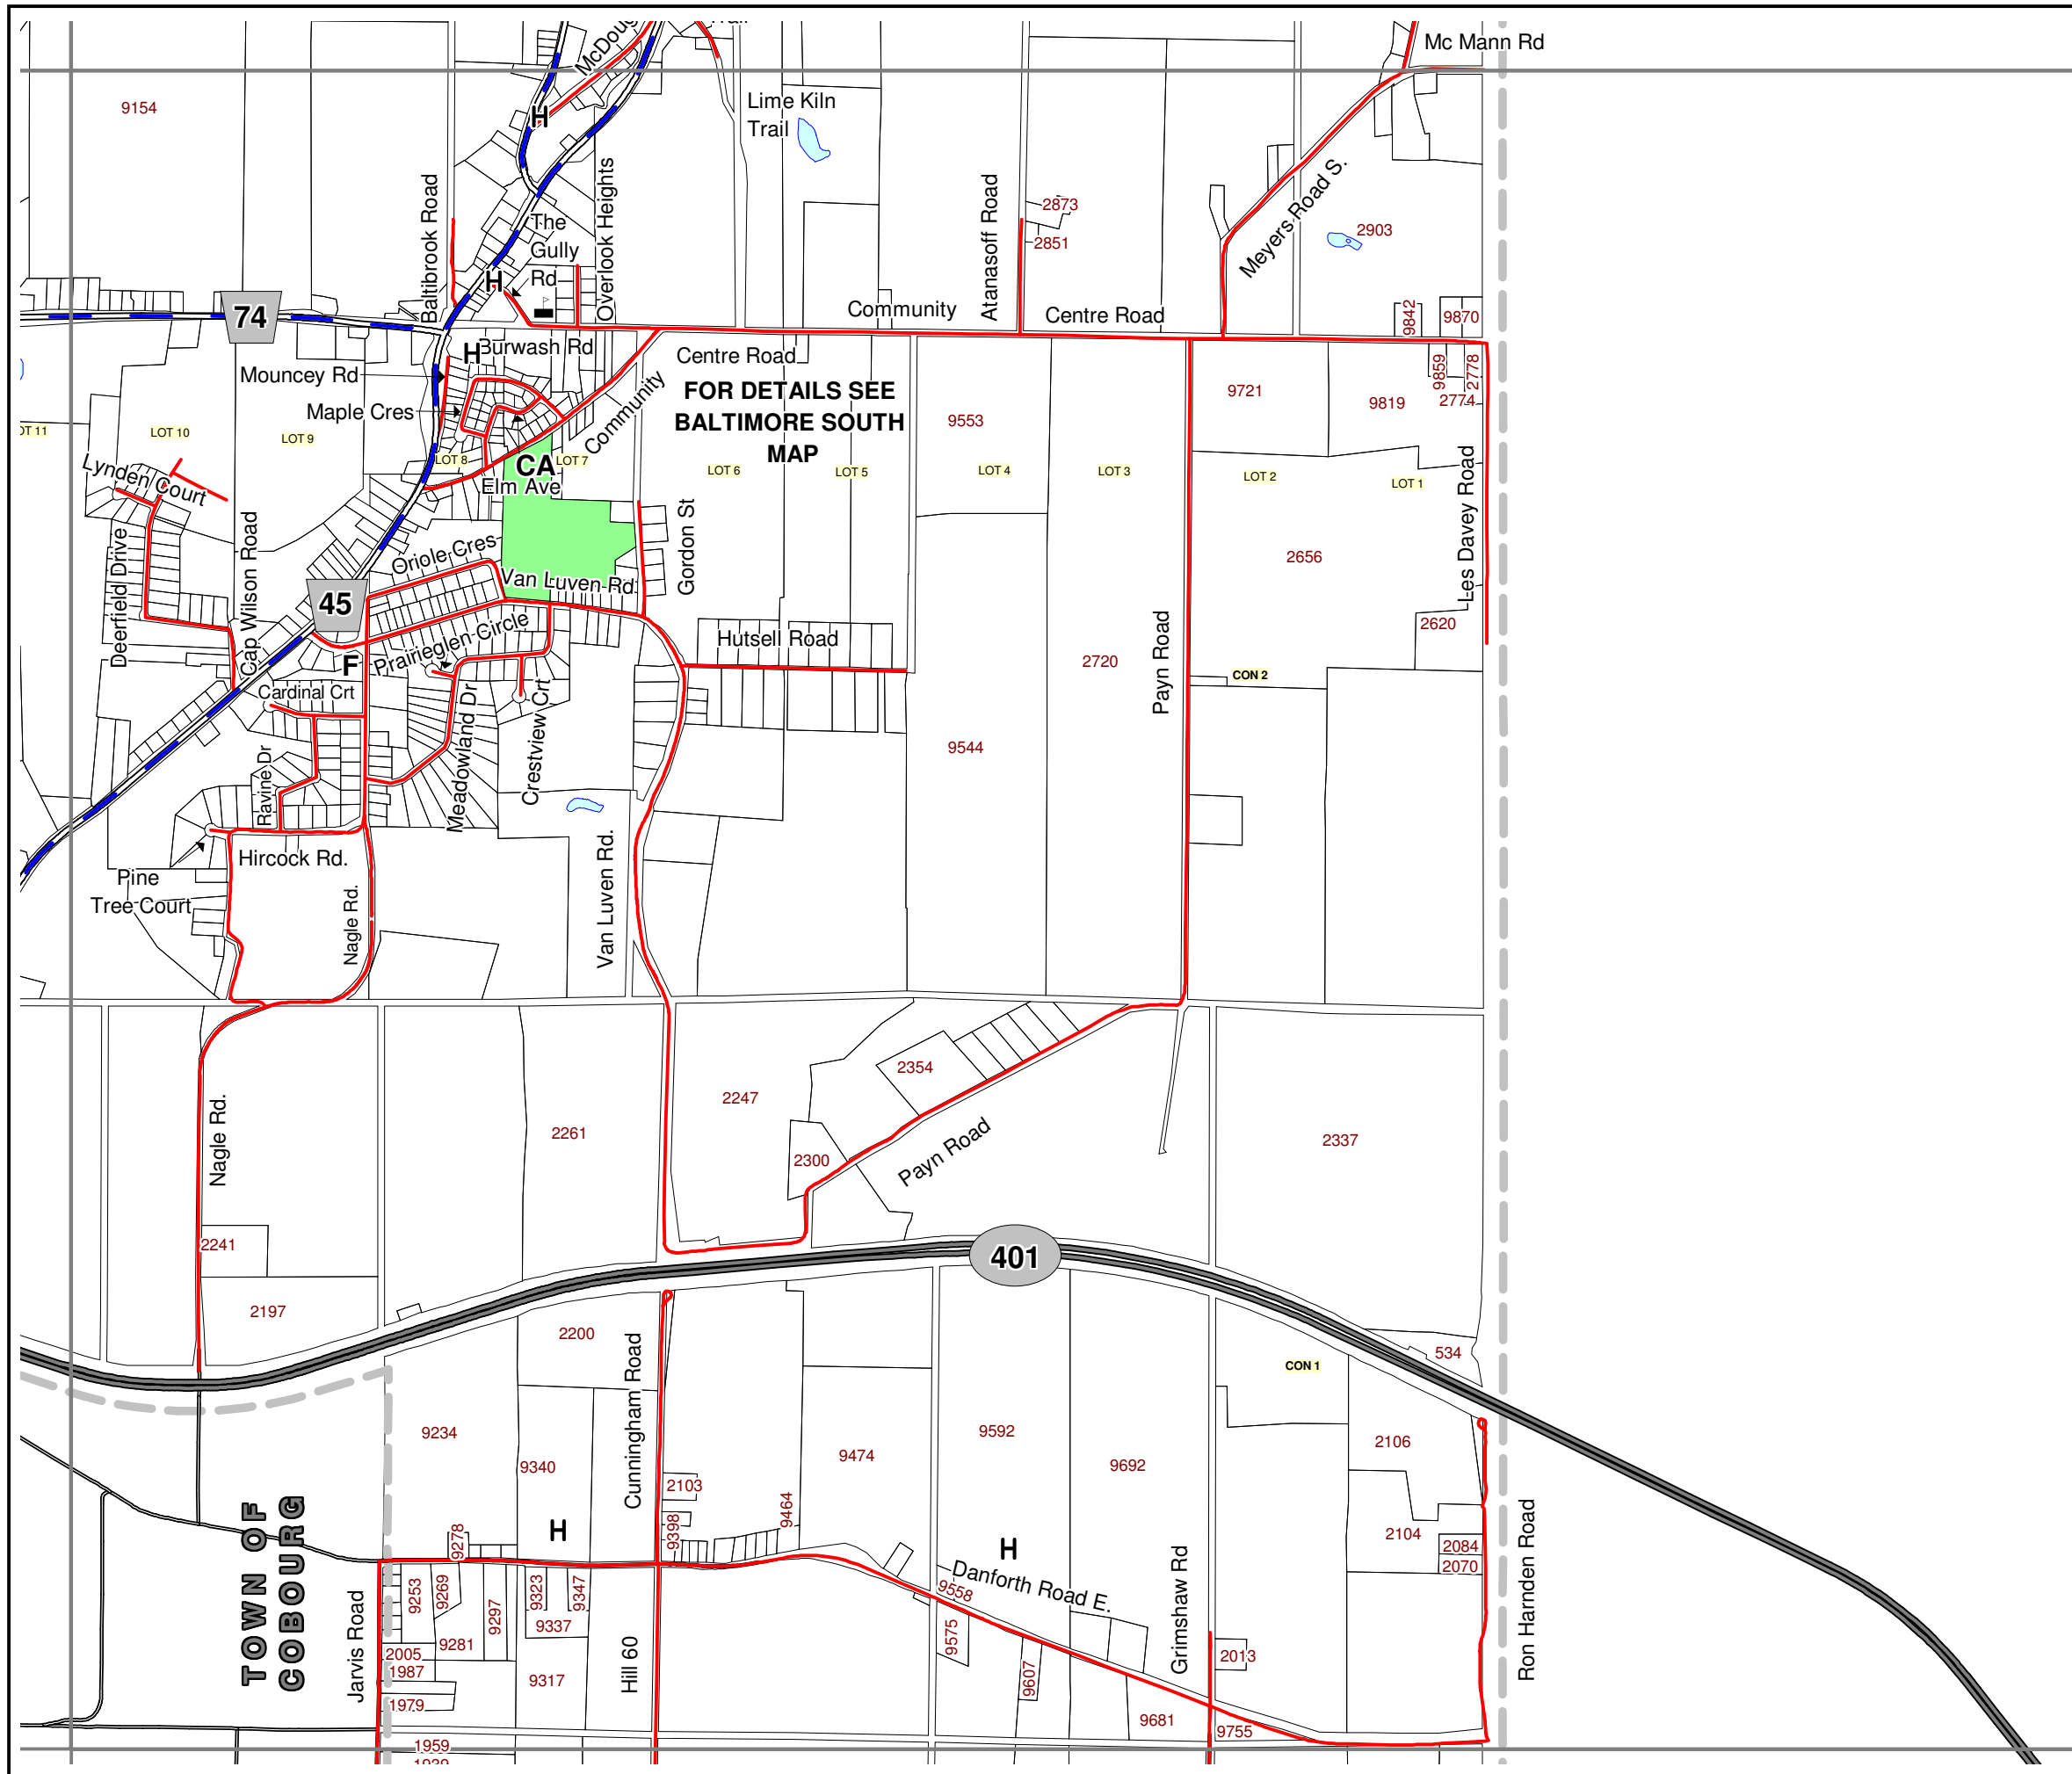 Mc Mann Rd
McDoug
9154
H
Lime Kiln
Trail
Baltibrook Road
Overlook Heights
The
Gully
Rd
H
Atanasoff Road
2873
2851
Meyers Road S.
2903
74
Community
Centre Road
9842
9870
H
Burwash Rd
Mouncey Rd
Maple Cres
Centre Road
Community
FOR DETAILS SEE
BALTIMORE SOUTH
MAP
9553
9721
9819
9859
2778
2774
OT 11
LOT 10
LOT 9
LOT 8
CA
LOT 7
LOT 6
LOT 5
LOT 4
LOT 3
LOT 2
LOT 1
Elm Ave
Lynden Court
Deerfield Drive
Cap Wilson Road
Oriole Cres
Van Luven Rd
Gordon St
Les Davey Road
2656
45
Prairieglen Circle
F
Hutsell Road
2620
2720
Payn Road
CON 2
Cardinal Crt
Ravine Dr
Meadowland Dr
Crestview Crt
9544
Hircock Rd.
Pine
Tree Court
Nagle Rd.
Van Luven Rd.
2354
2247
2261
2300
Payn Road
2337
Nagle Rd.
2241
401
2197
2200
534
CON 1
Cunningham Road
9234
9340
9474
9592
9692
2106
2103
9464
9398
9278
H
H
2104
2084
2070
TOWN OF
COBOURG
Jarvis Road
9253
9269
9297
9323
9347
9337
9281
2005
1987
1979
9317
Hill 60
Danforth Road E.
9558
9575
9607
Grimshaw Rd
2013
Ron Harnden Road
9681
9755
1959